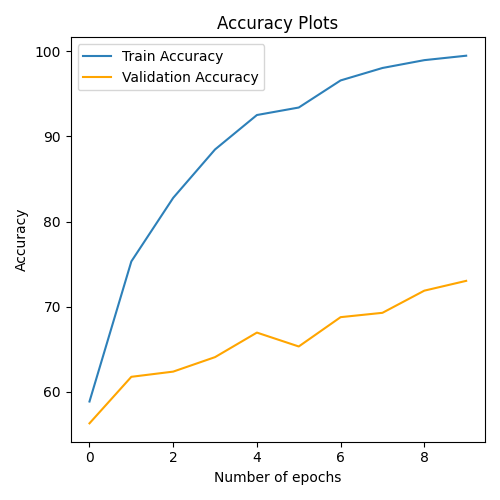 Accuracy Plots
Train Accuracy
Validation Accuracy
100
90
80
70
60
Accuracy
0 2 4 6 8
Number of epochs